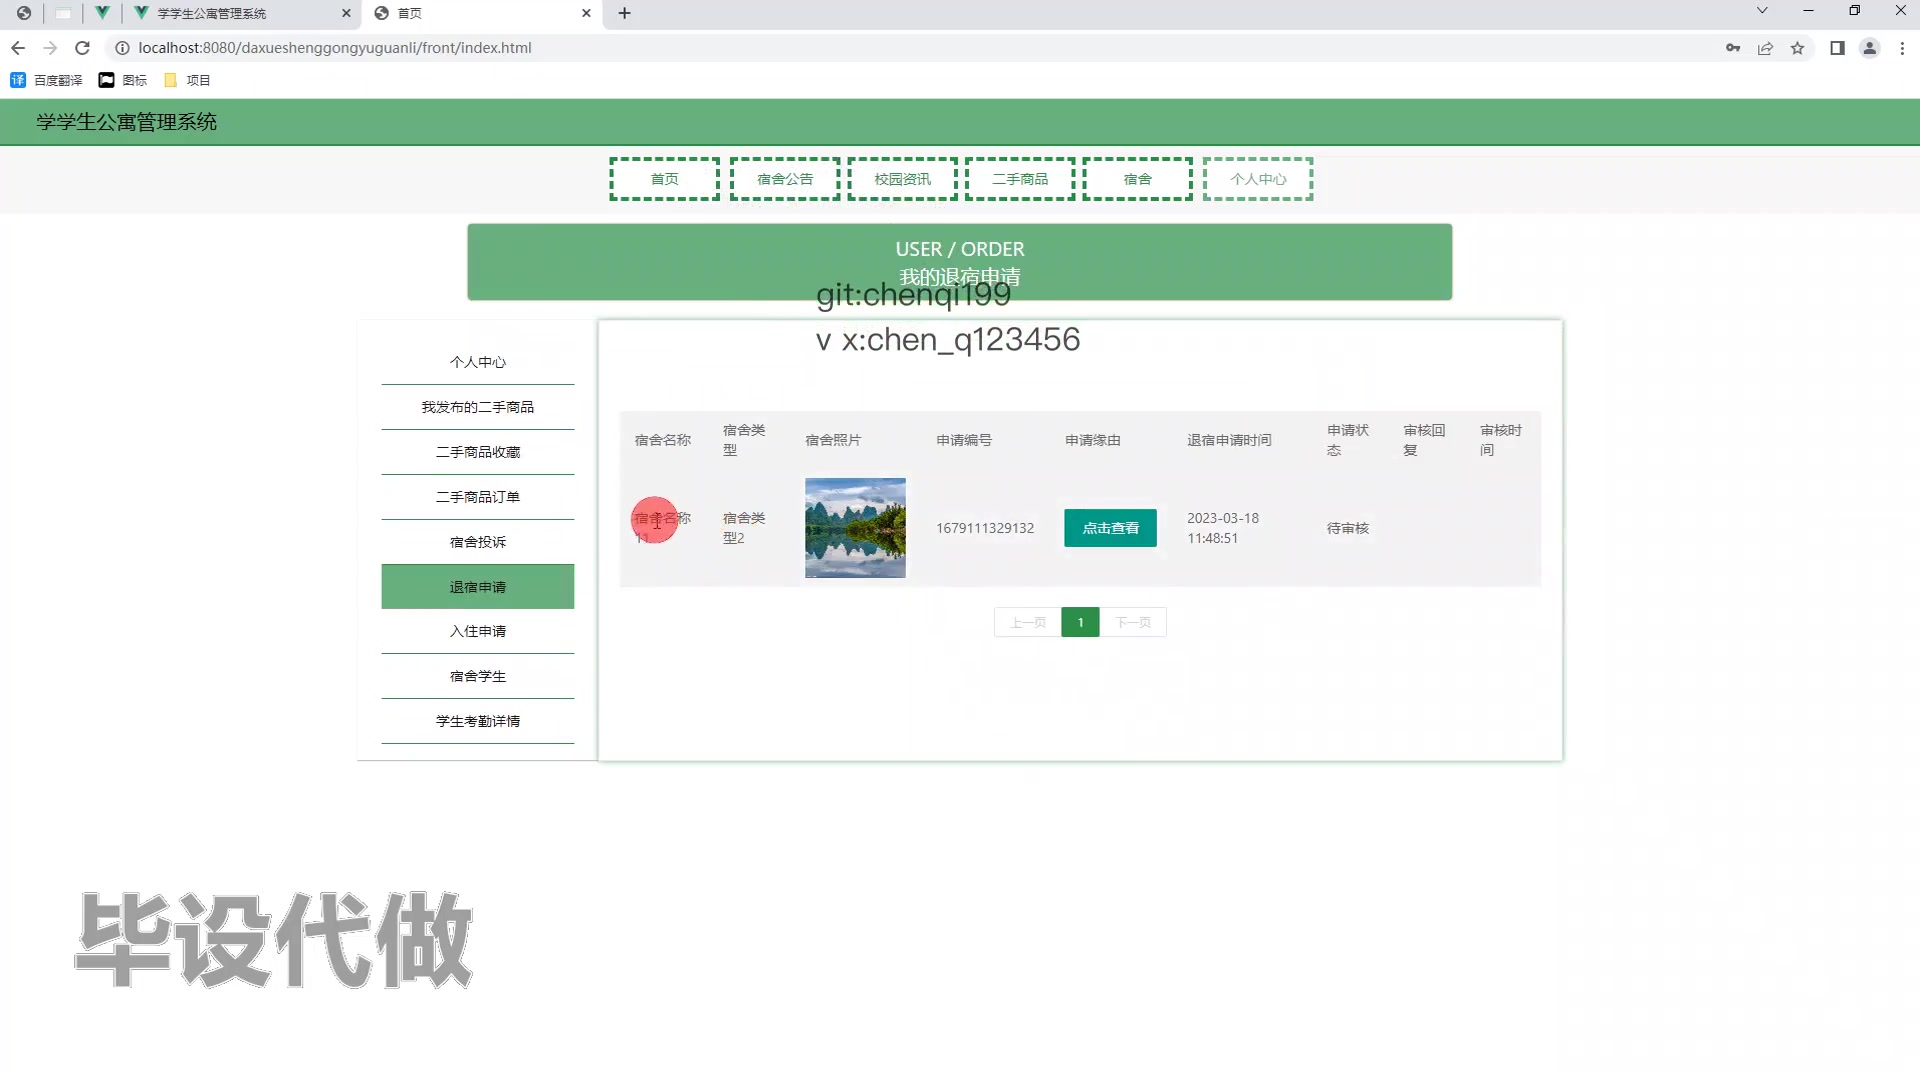 学学生公寓管理系统
首页
localhost:8080/daxueshenggongyuguanli/front/index.html
百度翻译 图标 项目
学学生公寓管理系统
首页 宿舍公告 校园资讯 二手商品 宿舍 个人中心
USER / ORDER
我的退宿申请
git:chenqi199
v x:chen_q123456
个人中心
我发布的二手商品
二手商品收藏
二手商品订单
宿舍投诉
退宿申请
入住申请
宿舍学生
学生考勤详情
宿舍名称 宿舍类型 宿舍照片 申请编号 申请缘由 退宿申请时间 申请状态 审核回复 审核时间
宿舍名称11 宿舍类型2 1679111329132 点击查看 2023-03-18 11:48:51 待审核
上一页 1 下一页
毕设代做